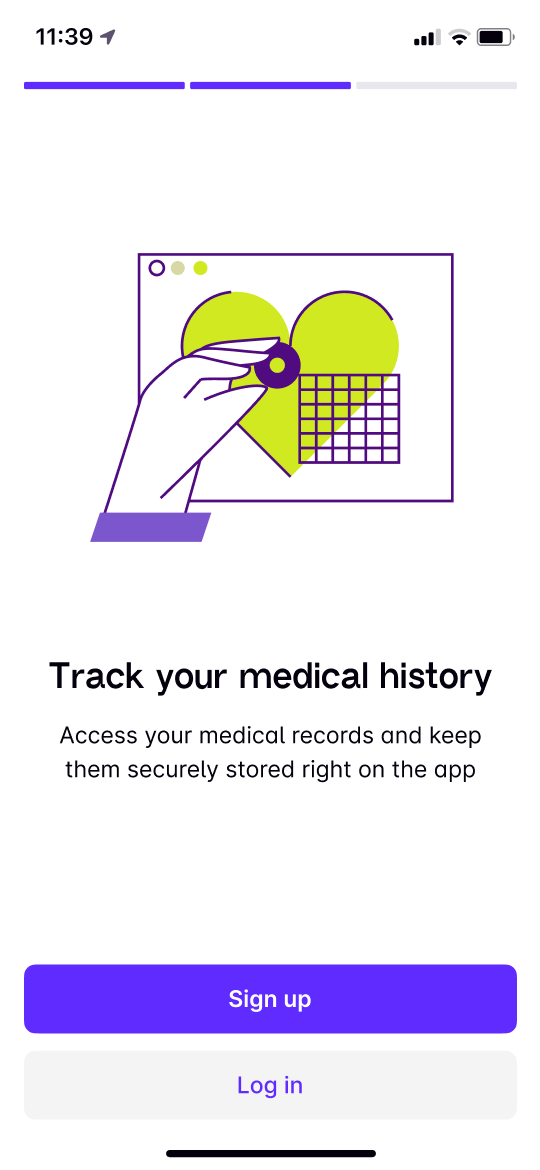 11:39
Track your medical history
Access your medical records and keep
them securely stored right on the app
Sign up
Log in